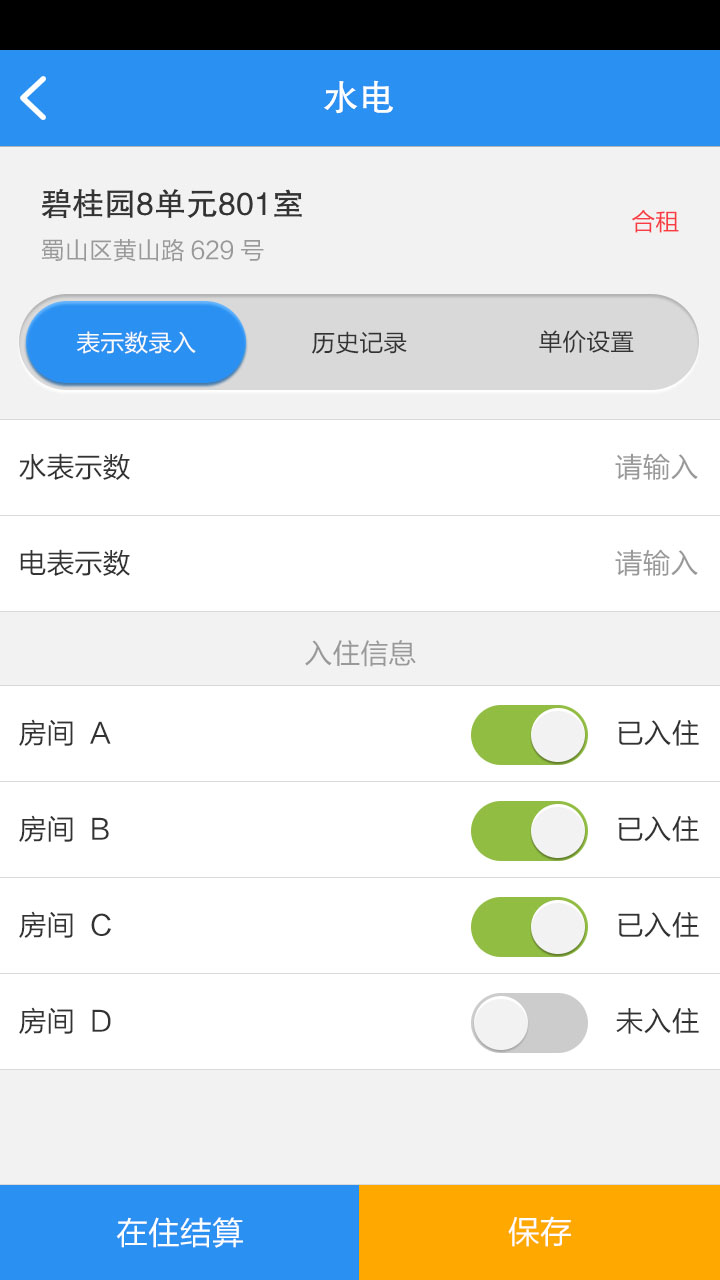 水电
碧桂园8单元801室
合租
蜀山区黄山路 629 号
表示数录入 历史记录 单价设置
水表示数 请输入
电表示数 请输入
入住信息
房间 A 已入住
房间 B 已入住
房间 C 已入住
房间 D 未入住
在住结算 保存